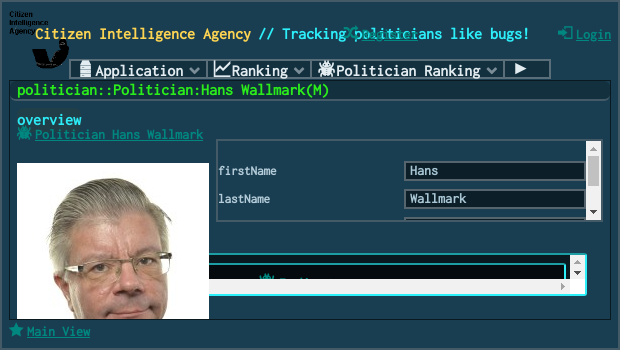 Citizen
Intelligence
Agency
Citizen Intelligence Agency // Tracking politicians like bugs!
Register
Login
Application
Ranking
Politician Ranking
politician::Politician:Hans Wallmark(M)
overview
Politician Hans Wallmark
firstName
Hans
lastName
Wallmark
Main View